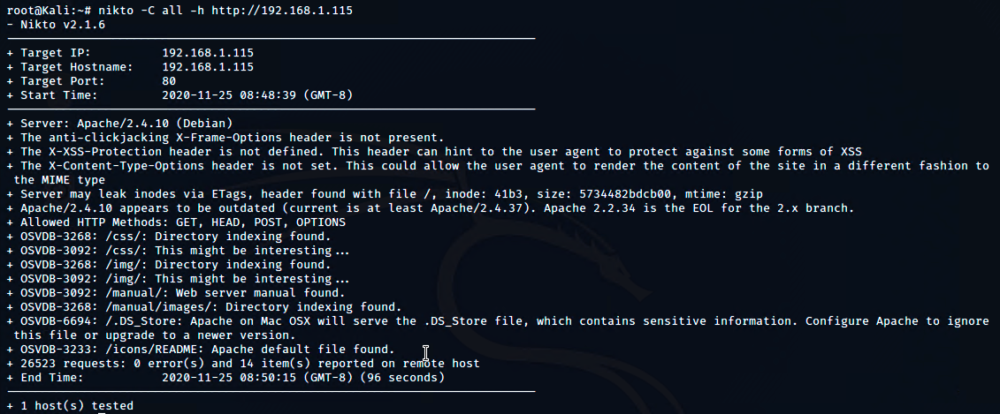 root@Kali:~# nikto -C all -h http://192.168.1.115
- Nikto v2.1.6
+ Target IP:          192.168.1.115
+ Target Hostname:    192.168.1.115
+ Target Port:        80
+ Start Time:         2020-11-25 08:48:39 (GMT-8)
+ Server: Apache/2.4.10 (Debian)
+ The anti-clickjacking X-Frame-Options header is not present.
+ The X-XSS-Protection header is not defined. This header can hint to the user agent to protect against some forms of XSS
+ The X-Content-Type-Options header is not set. This could allow the user agent to render the content of the site in a different fashion to
the MIME type
+ Server may leak inodes via ETags, header found with file /, inode: 41b3, size: 5734482bdcb00, mtime: gzip
+ Apache/2.4.10 appears to be outdated (current is at least Apache/2.4.37). Apache 2.2.34 is the EOL for the 2.x branch.
+ Allowed HTTP Methods: GET, HEAD, POST, OPTIONS
+ OSVDB-3268: /css/: Directory indexing found.
+ OSVDB-3092: /css/: This might be interesting...
+ OSVDB-3268: /img/: Directory indexing found.
+ OSVDB-3092: /img/: This might be interesting...
+ OSVDB-3092: /manual/: Web server manual found.
+ OSVDB-3268: /manual/images/: Directory indexing found.
+ OSVDB-6694: /.DS_Store: Apache on Mac OSX will serve the .DS_Store file, which contains sensitive information. Configure Apache to ignore
this file or upgrade to a newer version.
+ OSVDB-3233: /icons/README: Apache default file found.
+ 26523 requests: 0 error(s) and 14 item(s) reported on remote host
+ End Time:           2020-11-25 08:50:15 (GMT-8) (96 seconds)
+ 1 host(s) tested